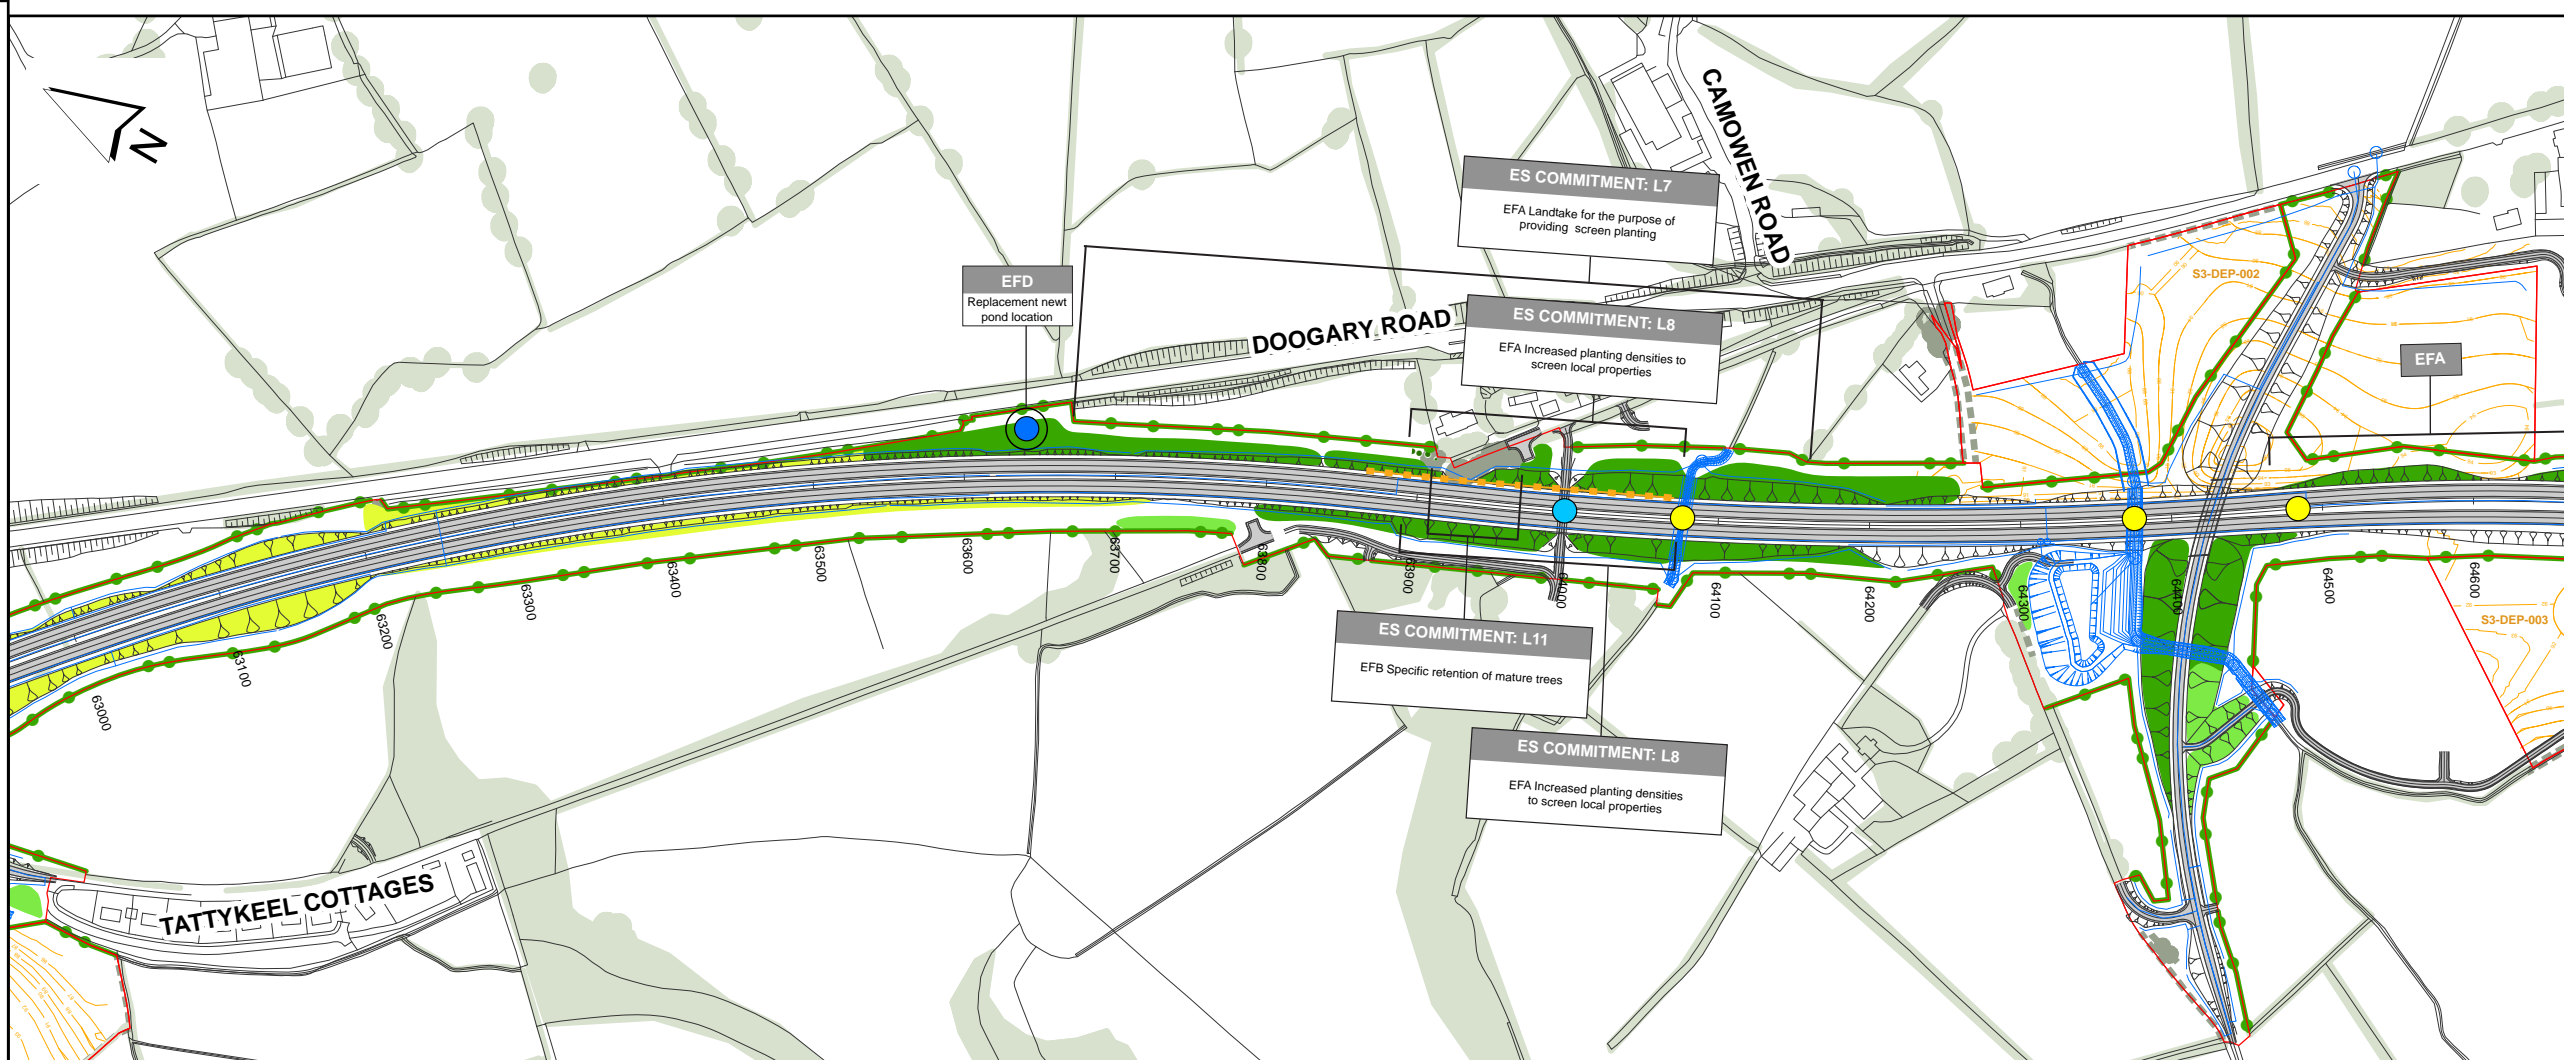 N
CAMOWEN ROAD
ES COMMITMENT: L7
EFA Landtake for the purpose of
providing screen planting
S3-DEP-002
EFD
Replacement newt
pond location
DOOGARY ROAD
ES COMMITMENT: L8
EFA Increased planting densities to
screen local properties
EFA
63000
63100
63200
63300
63400
63500
63600
63700
63800
63900
64000
64100
64200
64300
64400
64500
64600
S3-DEP-003
ES COMMITMENT: L11
EFB Specific retention of mature trees
ES COMMITMENT: L8
EFA Increased planting densities
to screen local properties
TATTYKEEL COTTAGES